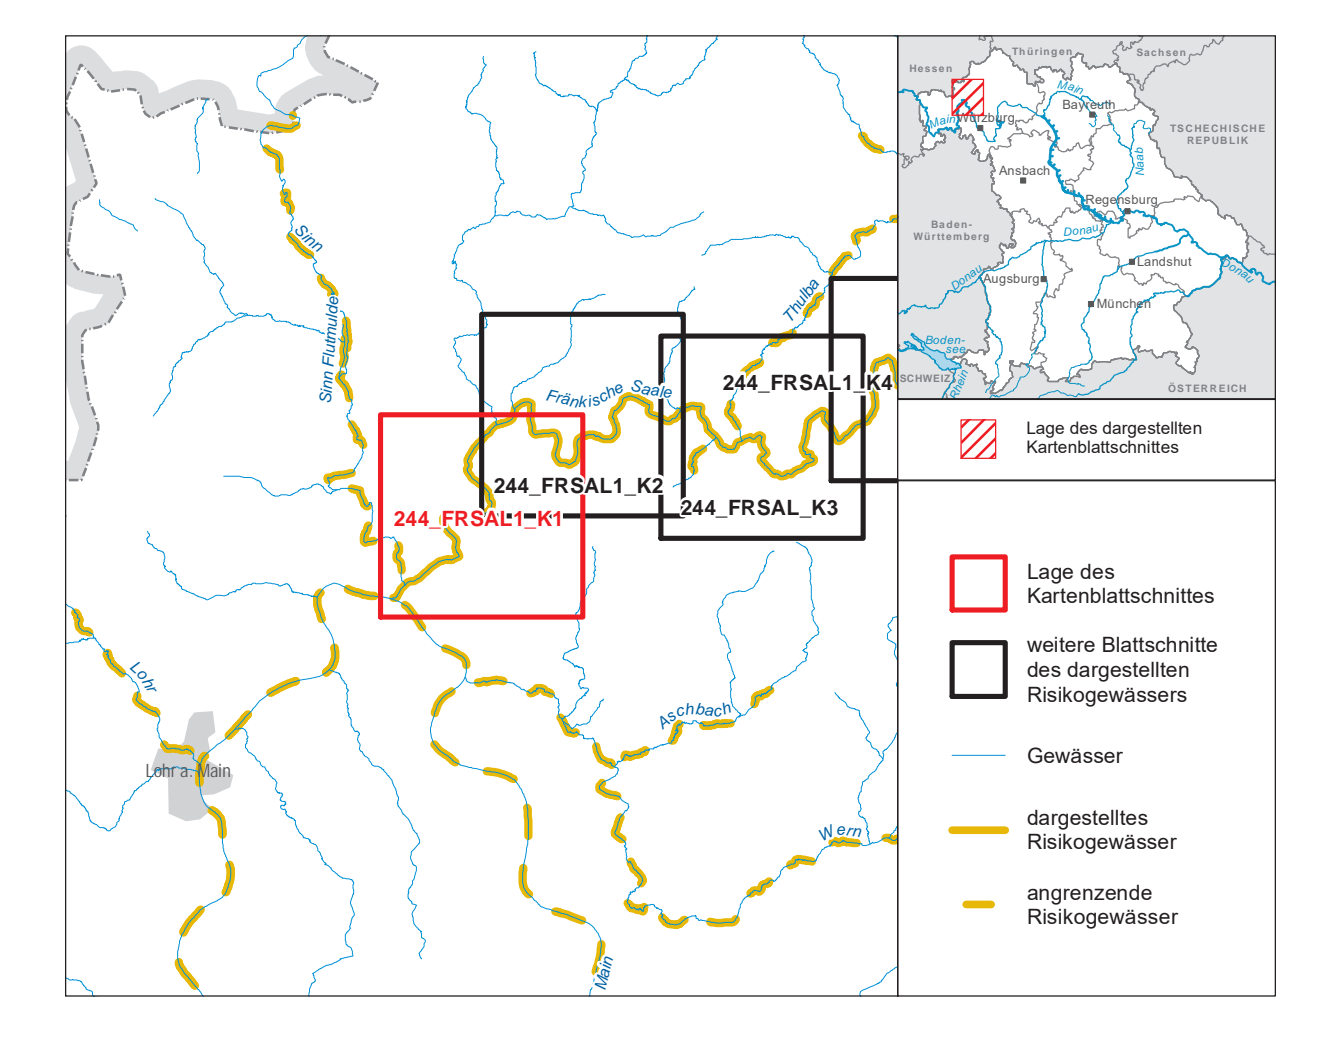 Sinn
Sinn Flutmulde
Thulba
Fränkische Saale
244_FRSAL1_K4
244_FRSAL1_K2
244_FRSAL_K3
244_FRSAL1_K1
Lohr
Aschbach
Lohr a. Main
Wern
Main
Thüringen
Sachsen
Hessen
Main
Bayreuth
Main
Würzburg
TSCHECHISCHE
REPUBLIK
Naab
Ansbach
Regensburg
Baden-
Württemberg
Donau
Donau
Augsburg
Landshut
Donau
München
Boden-
see
SCHWEIZ
Rhein
ÖSTERREICH
Lage des dargestellten
Kartenblattschnittes
Lage des
Kartenblattschnittes
weitere Blattschnitte
des dargestellten
Risikogewässers
Gewässer
dargestelltes
Risikogewässer
angrenzende
Risikogewässer